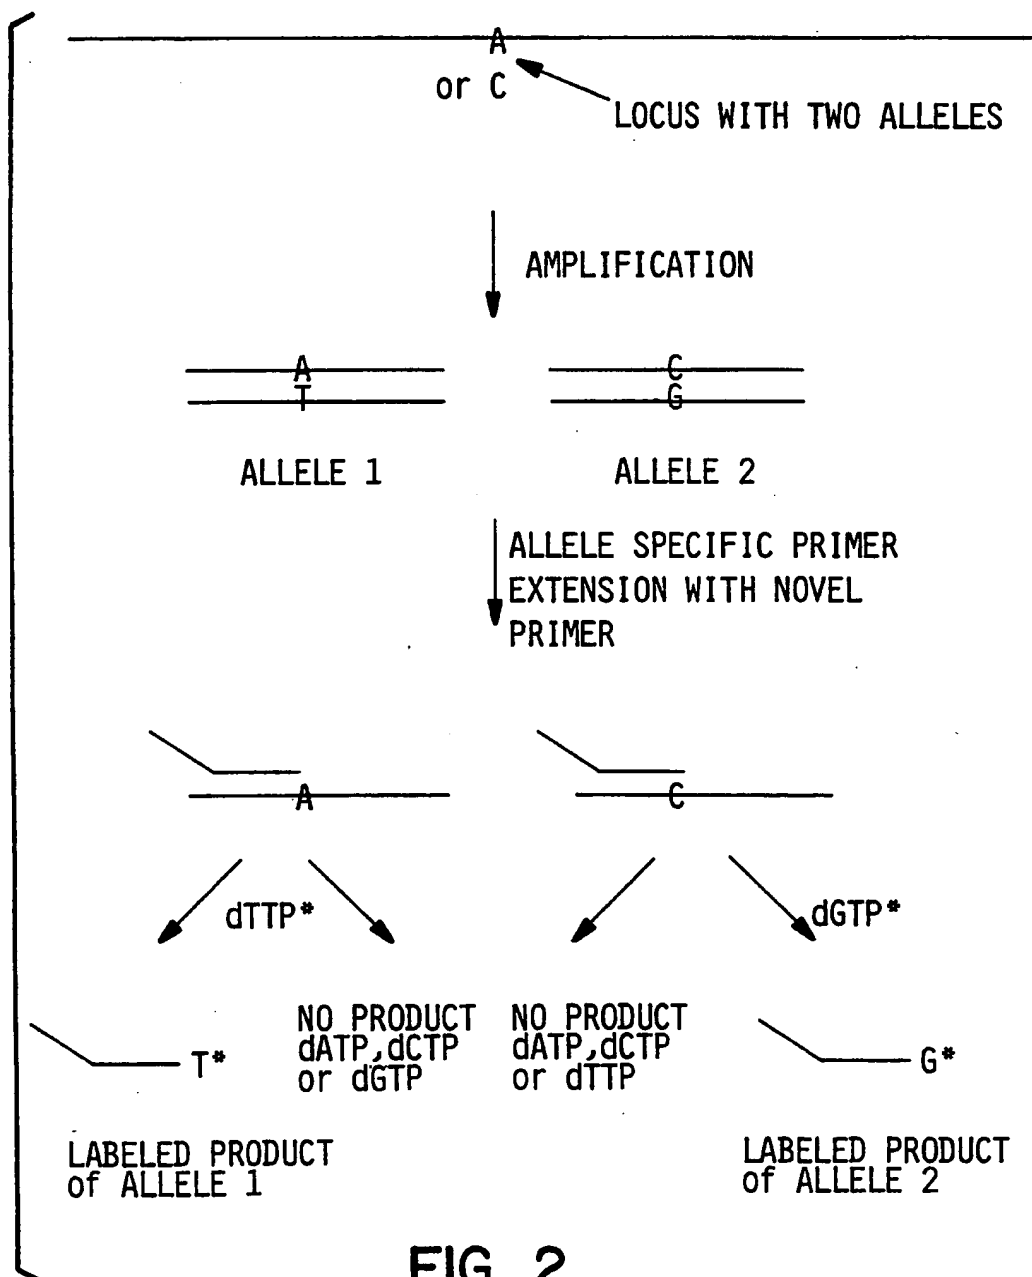 A
or C
LOCUS WITH TWO ALLELES
AMPLIFICATION
A
T
C
G
ALLELE 1
ALLELE 2
ALLELE SPECIFIC PRIMER
EXTENSION WITH NOVEL
PRIMER
A
C
dTTP*
dGTP*
T*
NO PRODUCT
dATP,dCTP
or dGTP
NO PRODUCT
dATP,dCTP
or dTTP
G*
LABELED PRODUCT
of ALLELE 1
LABELED PRODUCT
of ALLELE 2
FIG. 2